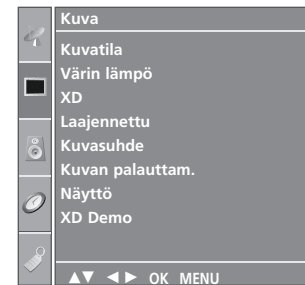 Kuva
Kuvatila
Värin lämpö
XD
Laajennettu
Kuvasuhde
Kuvan palauttam.
Näyttö
XD Demo
▲▼ ◄► OK MENU